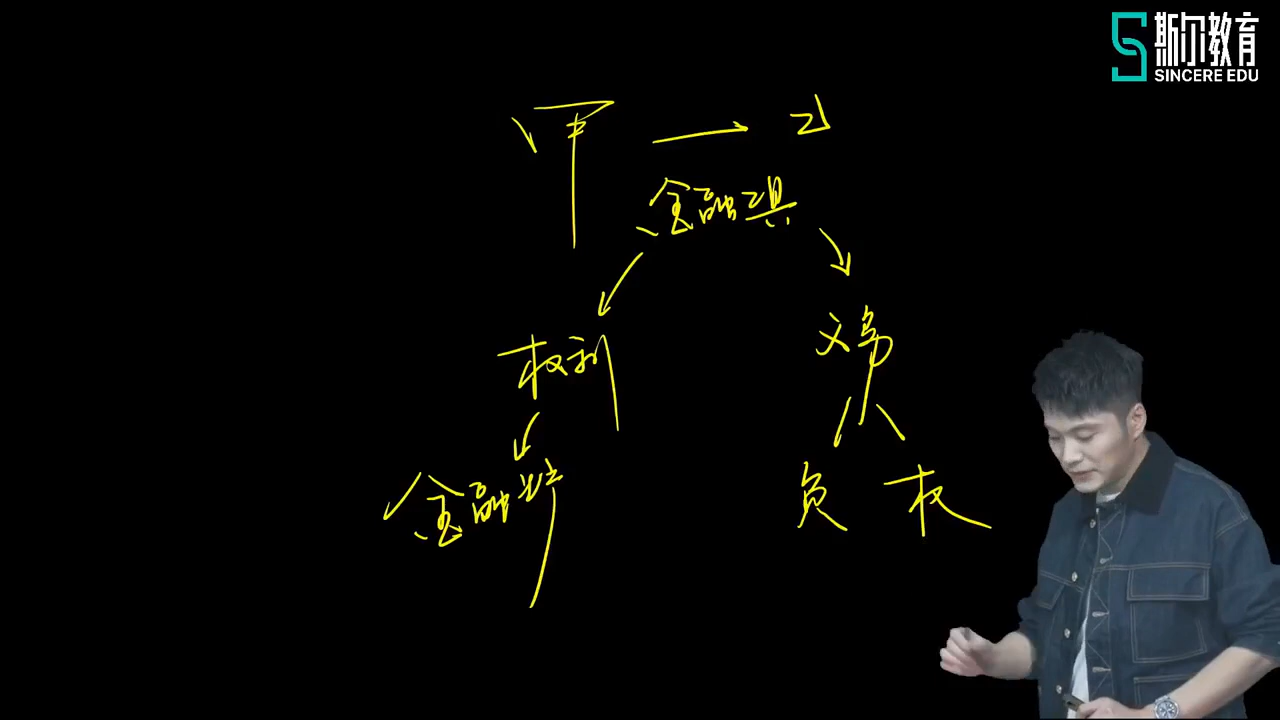 斯尔教育
SINCERE EDU
甲 → 乙
金融工具
权利 义务
金融资产 负 权